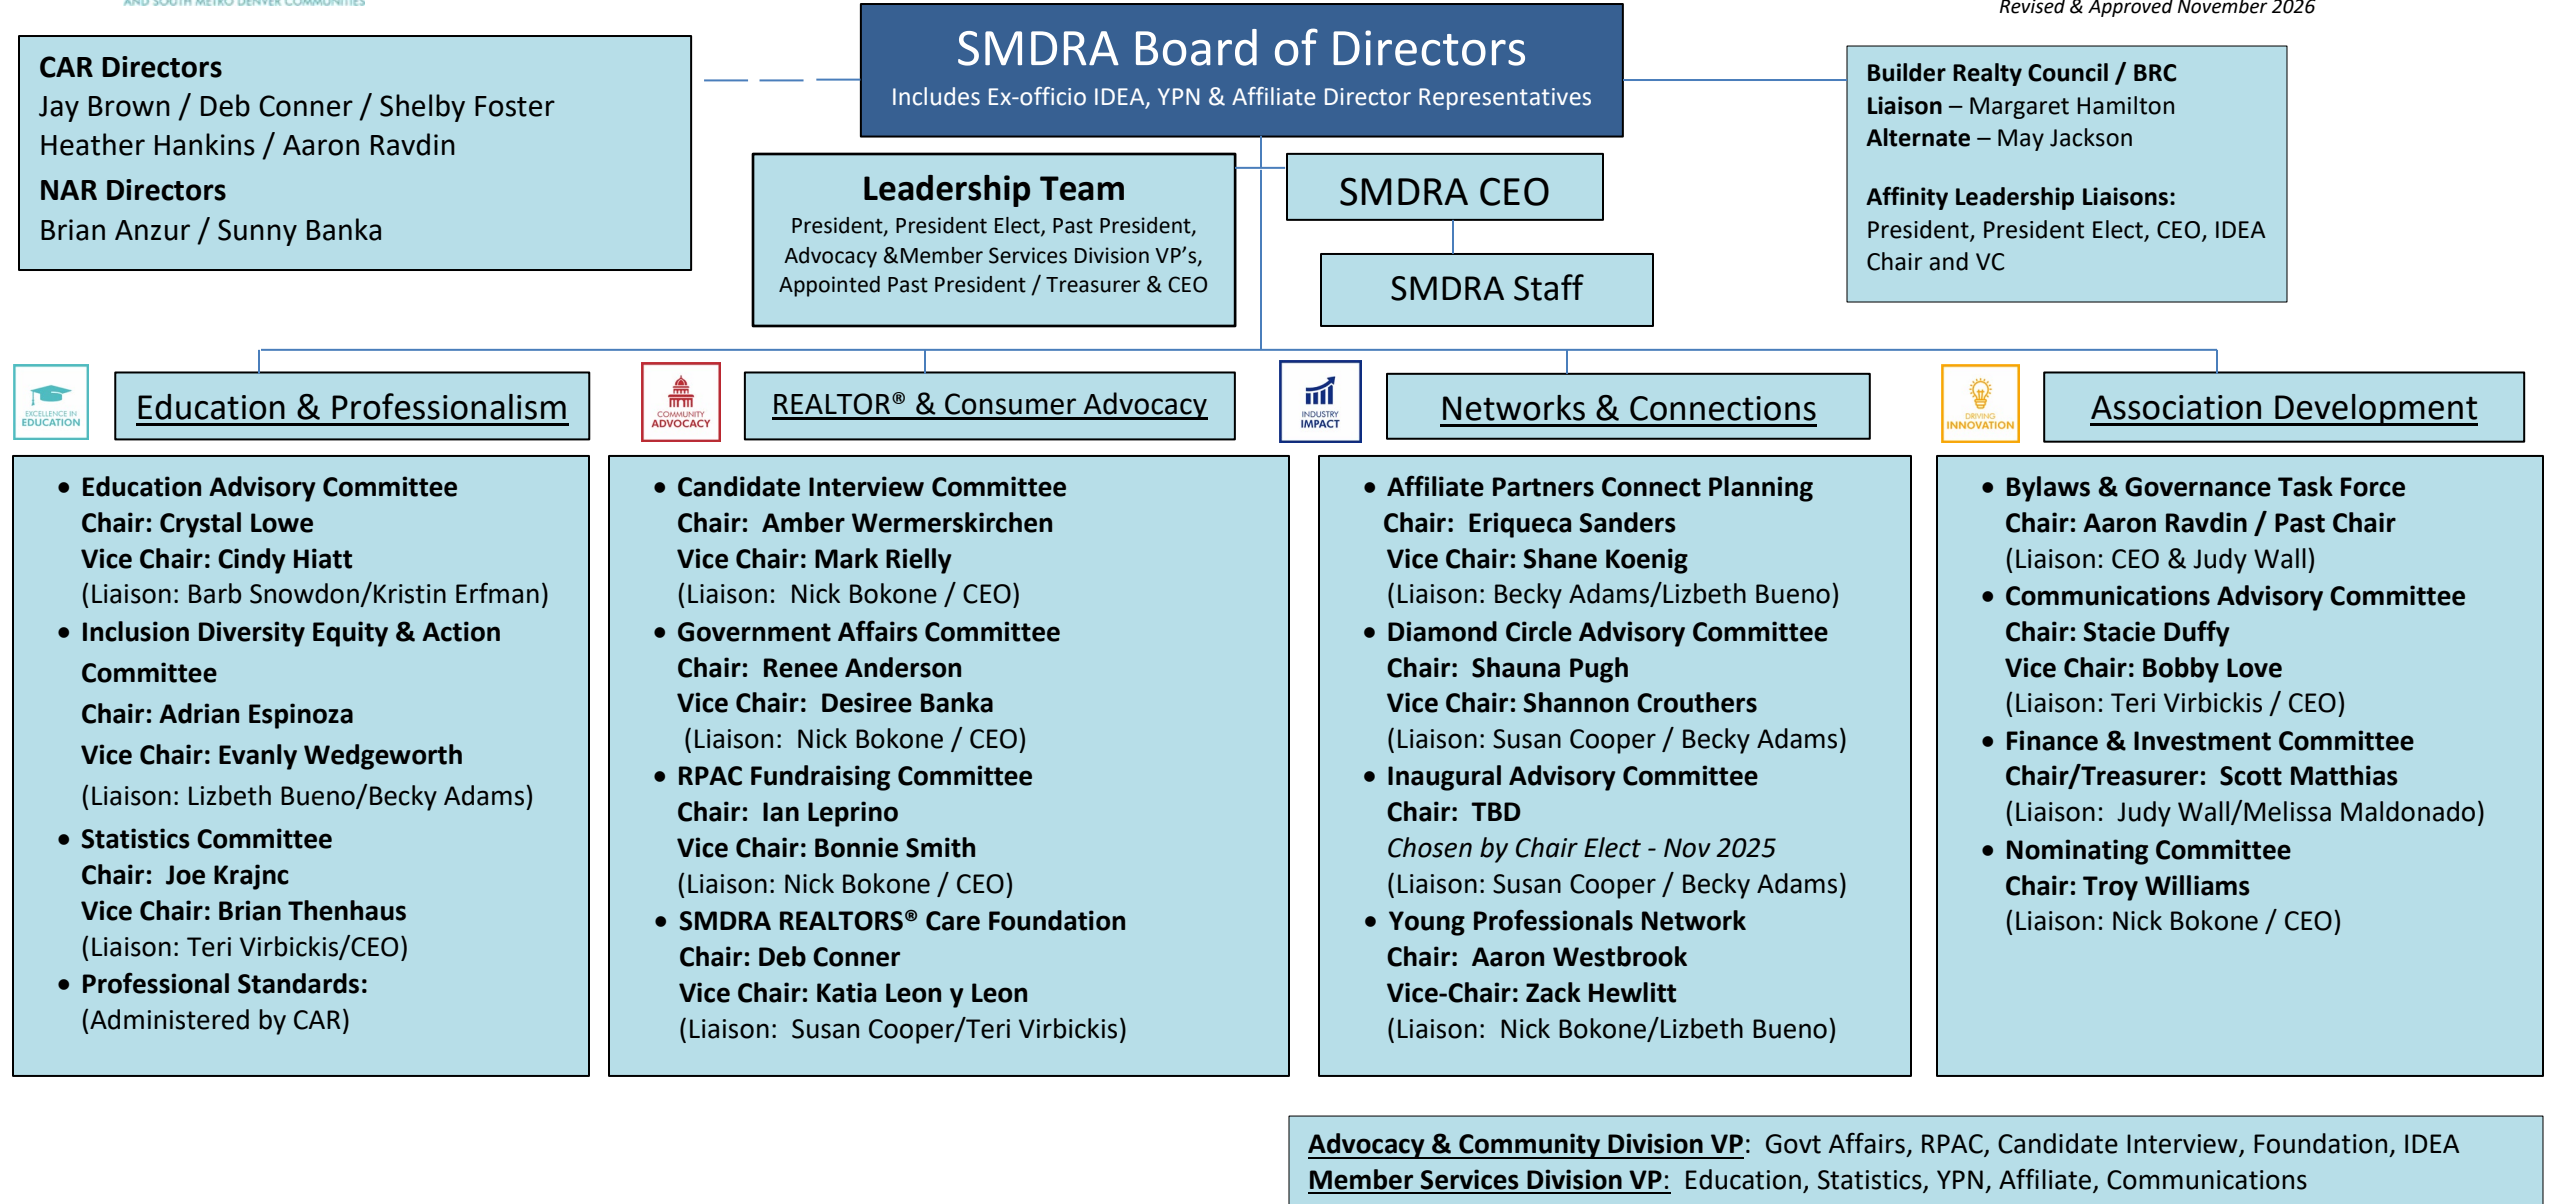 AND SOUTH METRO DENVER COMMUNITIES
Revised & Approved November 2026
CAR Directors
Jay Brown / Deb Conner / Shelby Foster
Heather Hankins / Aaron Ravdin
NAR Directors
Brian Anzur / Sunny Banka
SMDRA Board of Directors
Includes Ex-officio IDEA, YPN & Affiliate Director Representatives
Builder Realty Council / BRC
Liaison – Margaret Hamilton
Alternate – May Jackson
Affinity Leadership Liaisons:
President, President Elect, CEO, IDEA
Chair and VC
Leadership Team
President, President Elect, Past President,
Advocacy &Member Services Division VP’s,
Appointed Past President / Treasurer & CEO
SMDRA CEO
SMDRA Staff
EXCELLENCE IN
EDUCATION
Education & Professionalism
• Education Advisory Committee
Chair: Crystal Lowe
Vice Chair: Cindy Hiatt
(Liaison: Barb Snowdon/Kristin Erfman)
• Inclusion Diversity Equity & Action
Committee
Chair: Adrian Espinoza
Vice Chair: Evanly Wedgeworth
(Liaison: Lizbeth Bueno/Becky Adams)
• Statistics Committee
Chair:  Joe Krajnc
Vice Chair: Brian Thenhaus
(Liaison: Teri Virbickis/CEO)
• Professional Standards:
(Administered by CAR)
COMMUNITY
ADVOCACY
REALTOR® & Consumer Advocacy
• Candidate Interview Committee
Chair:  Amber Wermerskirchen
Vice Chair: Mark Rielly
(Liaison:  Nick Bokone / CEO)
• Government Affairs Committee
Chair:  Renee Anderson
Vice Chair:  Desiree Banka
(Liaison:  Nick Bokone / CEO)
• RPAC Fundraising Committee
Chair:  Ian Leprino
Vice Chair: Bonnie Smith
(Liaison: Nick Bokone / CEO)
• SMDRA REALTORS® Care Foundation
Chair: Deb Conner
Vice Chair: Katia Leon y Leon
(Liaison:  Susan Cooper/Teri Virbickis)
INDUSTRY
IMPACT
Networks & Connections
• Affiliate Partners Connect Planning
Chair:  Eriqueca Sanders
Vice Chair: Shane Koenig
(Liaison: Becky Adams/Lizbeth Bueno)
• Diamond Circle Advisory Committee
Chair:  Shauna Pugh
Vice Chair: Shannon Crouthers
(Liaison: Susan Cooper / Becky Adams)
• Inaugural Advisory Committee
Chair:  TBD
Chosen by Chair Elect - Nov 2025
(Liaison: Susan Cooper / Becky Adams)
• Young Professionals Network
Chair:  Aaron Westbrook
Vice-Chair: Zack Hewlitt
(Liaison:  Nick Bokone/Lizbeth Bueno)
DRIVING
INNOVATION
Association Development
• Bylaws & Governance Task Force
Chair: Aaron Ravdin / Past Chair
(Liaison: CEO & Judy Wall)
• Communications Advisory Committee
Chair: Stacie Duffy
Vice Chair: Bobby Love
(Liaison: Teri Virbickis / CEO)
• Finance & Investment Committee
Chair/Treasurer:  Scott Matthias
(Liaison:  Judy Wall/Melissa Maldonado)
• Nominating Committee
Chair: Troy Williams
(Liaison: Nick Bokone / CEO)
Advocacy & Community Division VP:  Govt Affairs, RPAC, Candidate Interview, Foundation, IDEA
Member Services Division VP:  Education, Statistics, YPN, Affiliate, Communications